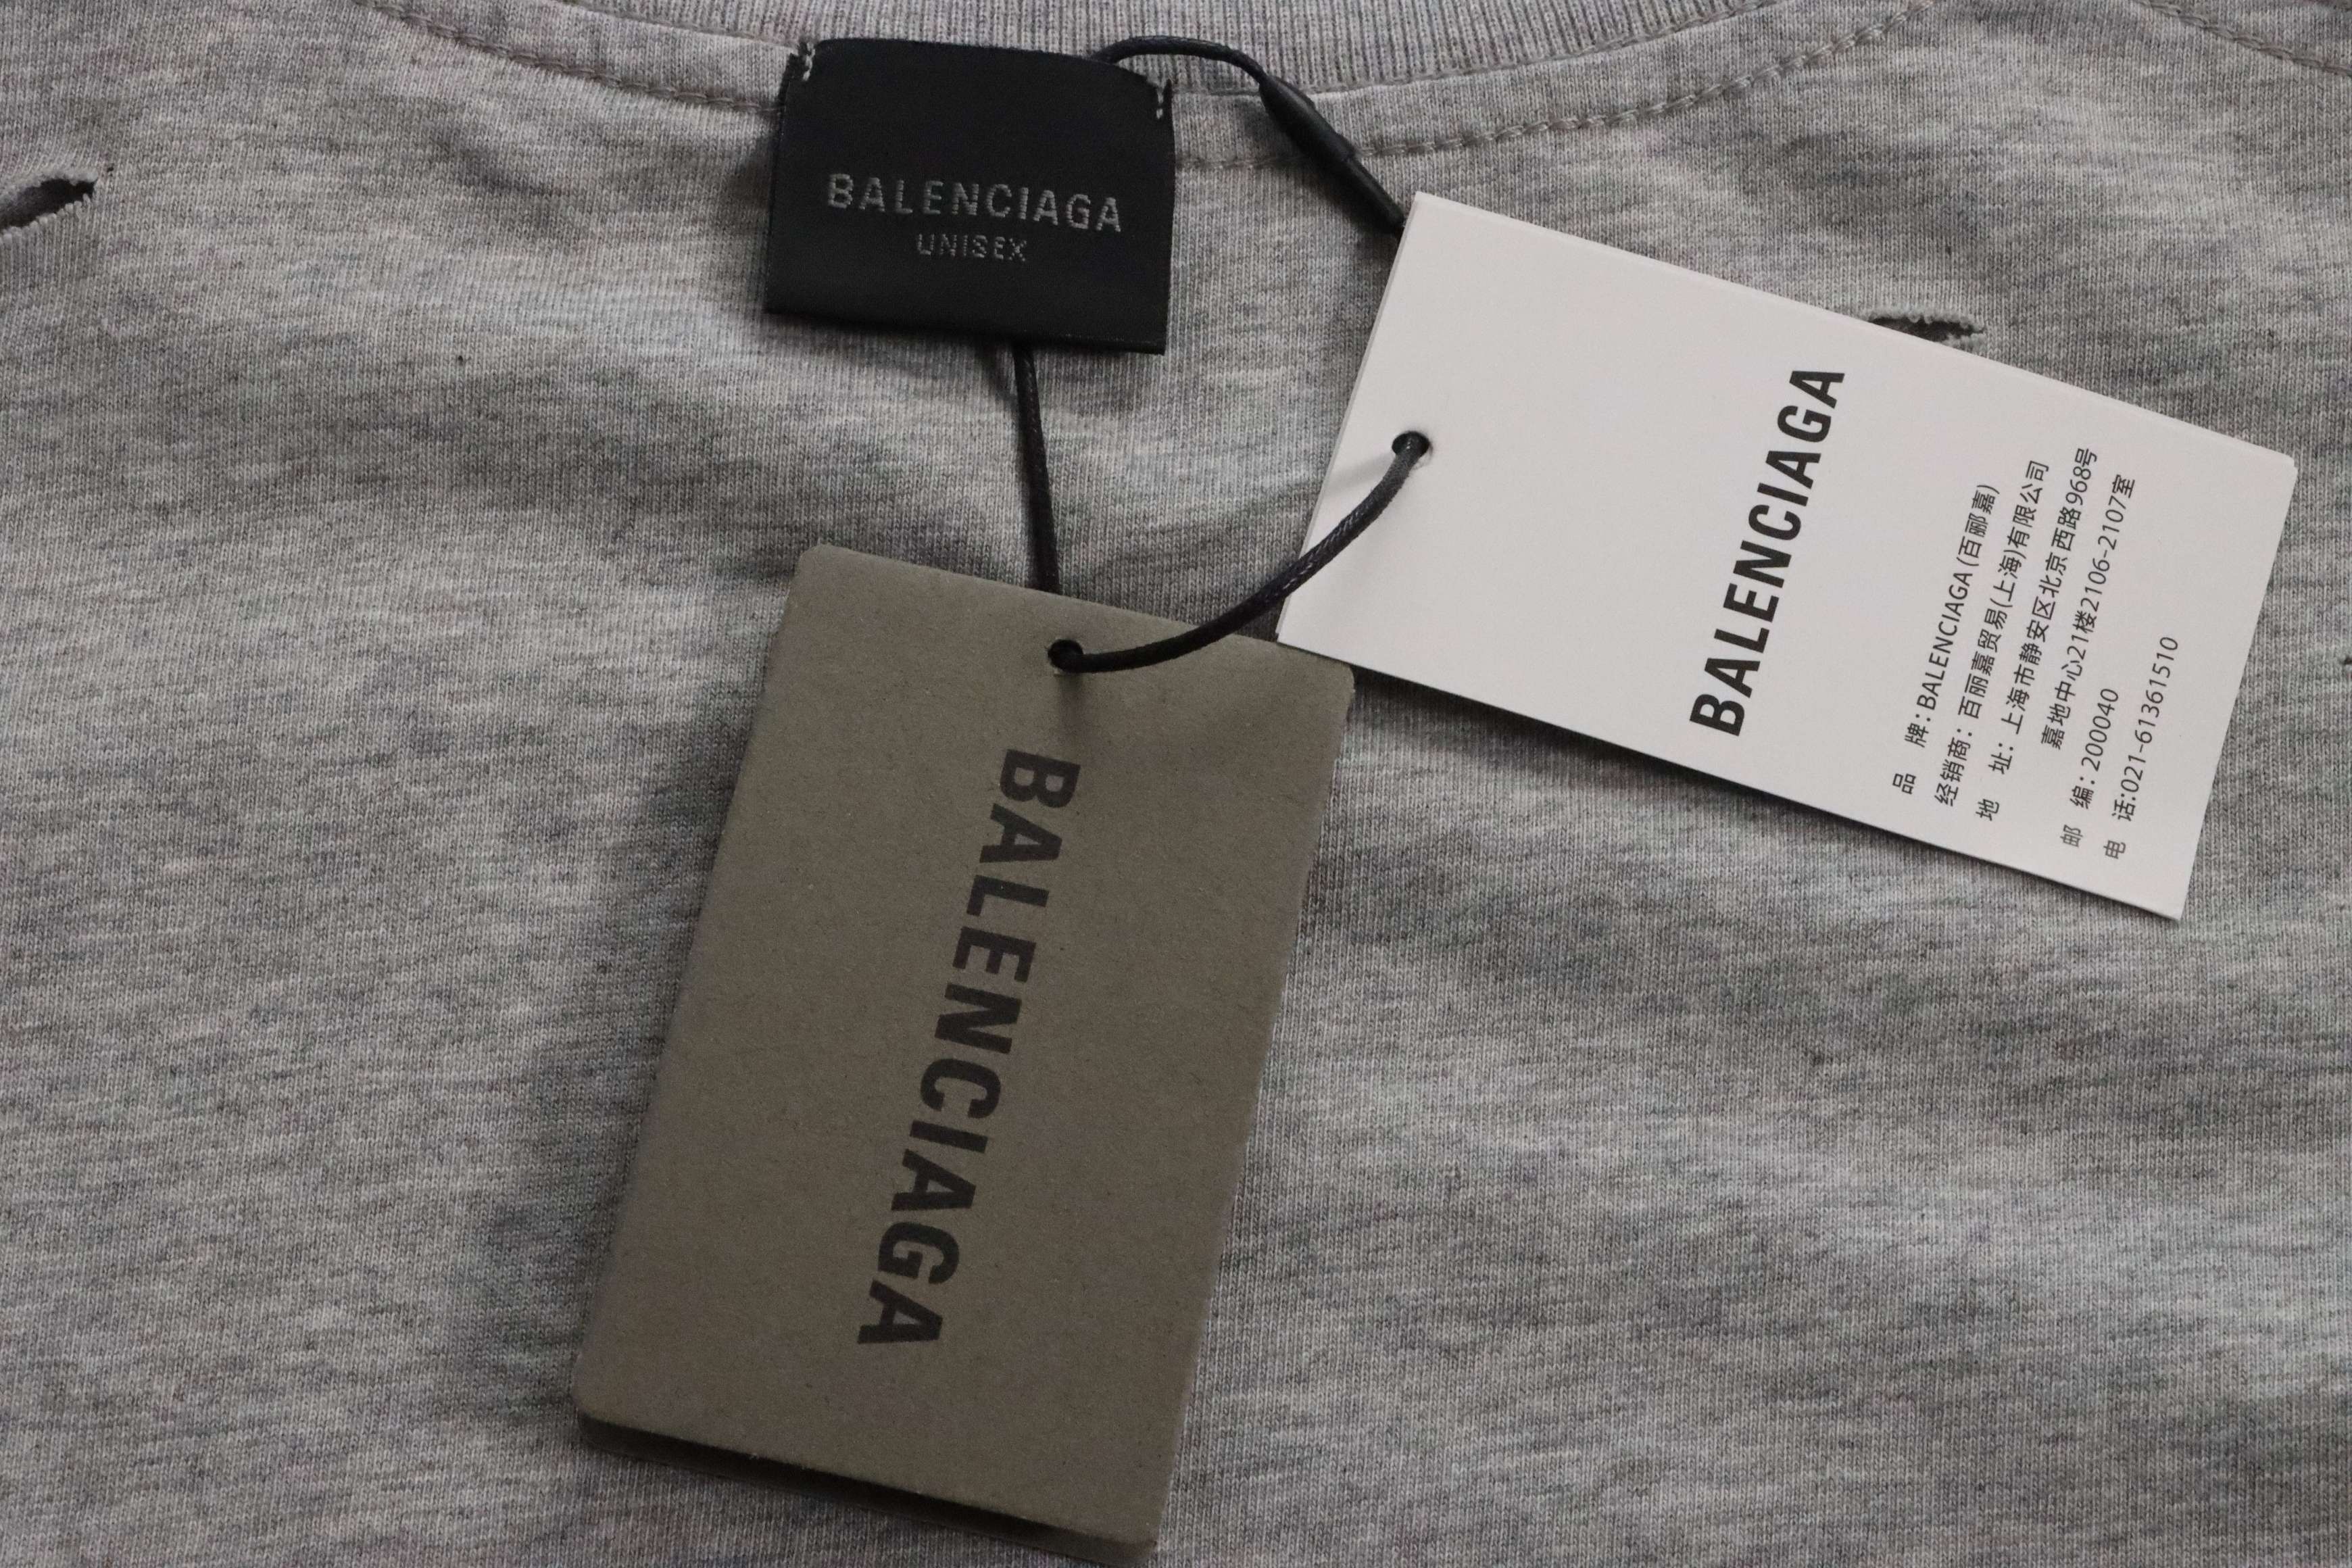 BALENCIAGA
UNISEX
BALENCIAGA
品 牌：BALENCIAGA (百郦嘉)
经销商：百丽嘉贸易(上海)有限公司
地 址：上海市静安区北京西路968号
嘉地中心21楼2106-2107室
邮 编：200040
电 话:021-61361510
BALENCIAGA